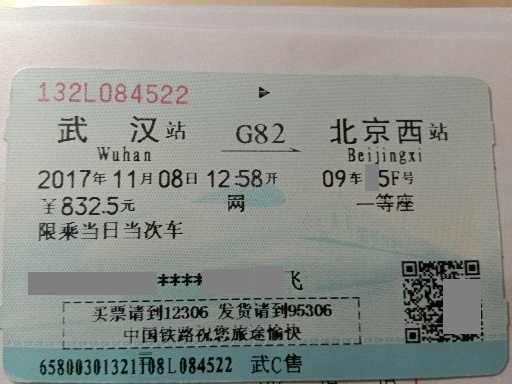 132L084522
武 汉站 G82 北京西站
Wuhan Beijingxi
2017年11月08日12:58开 09车 5F号
￥832.5元 网 一等座
限乘当日当次车
**** 飞
买票请到12306 发货请到95306
中国铁路祝您旅途愉快
65800301321108L084522 武C售